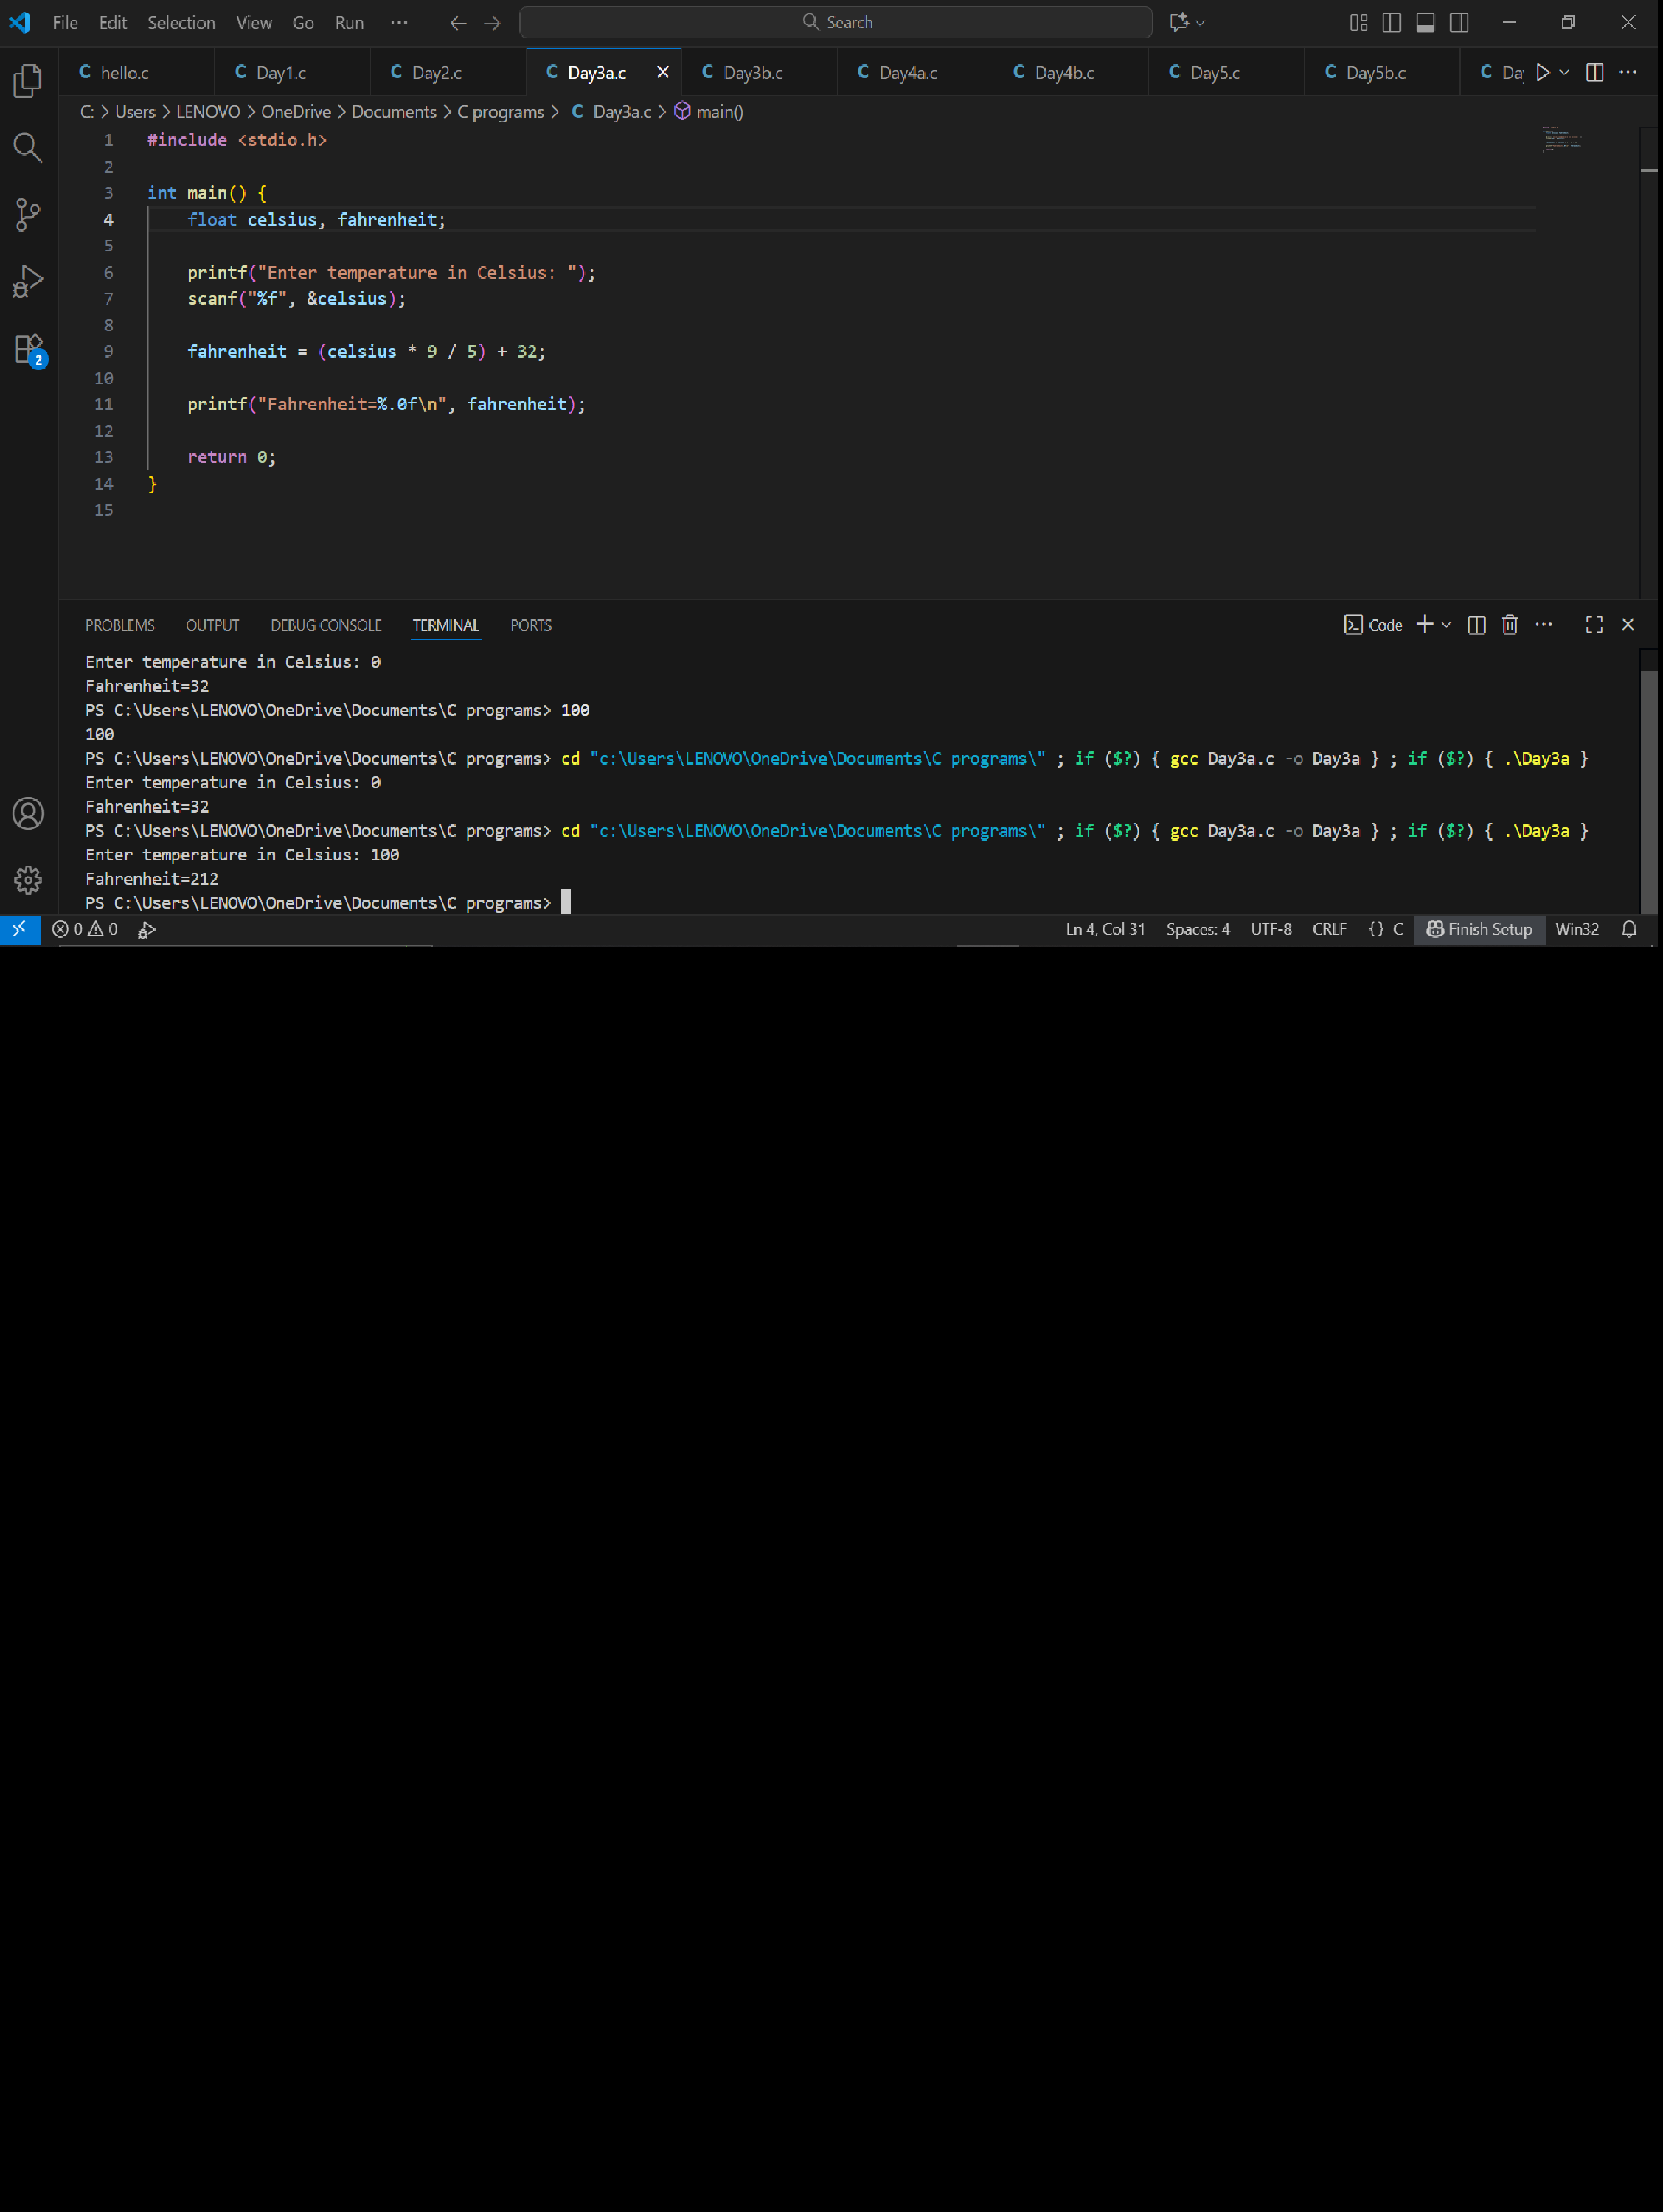 File Edit Selection View Go Run ... Search
hello.c Day1.c Day2.c Day3a.c Day3b.c Day4a.c Day4b.c Day5.c Day5b.c
C: > Users > LENOVO > OneDrive > Documents > C programs > C Day3a.c > main()
1 #include <stdio.h>
2
3 int main() {
4     float celsius, fahrenheit;
5
6     printf("Enter temperature in Celsius: ");
7     scanf("%f", &celsius);
8
9     fahrenheit = (celsius * 9 / 5) + 32;
10
11     printf("Fahrenheit=%.0f\n", fahrenheit);
12
13     return 0;
14 }
15
2
PROBLEMS OUTPUT DEBUG CONSOLE TERMINAL PORTS Code
Enter temperature in Celsius: 0
Fahrenheit=32
PS C:\Users\LENOVO\OneDrive\Documents\C programs> 100
100
PS C:\Users\LENOVO\OneDrive\Documents\C programs> cd "c:\Users\LENOVO\OneDrive\Documents\C programs\" ; if ($?) { gcc Day3a.c -o Day3a } ; if ($?) { .\Day3a }
Enter temperature in Celsius: 0
Fahrenheit=32
PS C:\Users\LENOVO\OneDrive\Documents\C programs> cd "c:\Users\LENOVO\OneDrive\Documents\C programs\" ; if ($?) { gcc Day3a.c -o Day3a } ; if ($?) { .\Day3a }
Enter temperature in Celsius: 100
Fahrenheit=212
PS C:\Users\LENOVO\OneDrive\Documents\C programs>
0 0 Ln 4, Col 31 Spaces: 4 UTF-8 CRLF {} C Finish Setup Win32